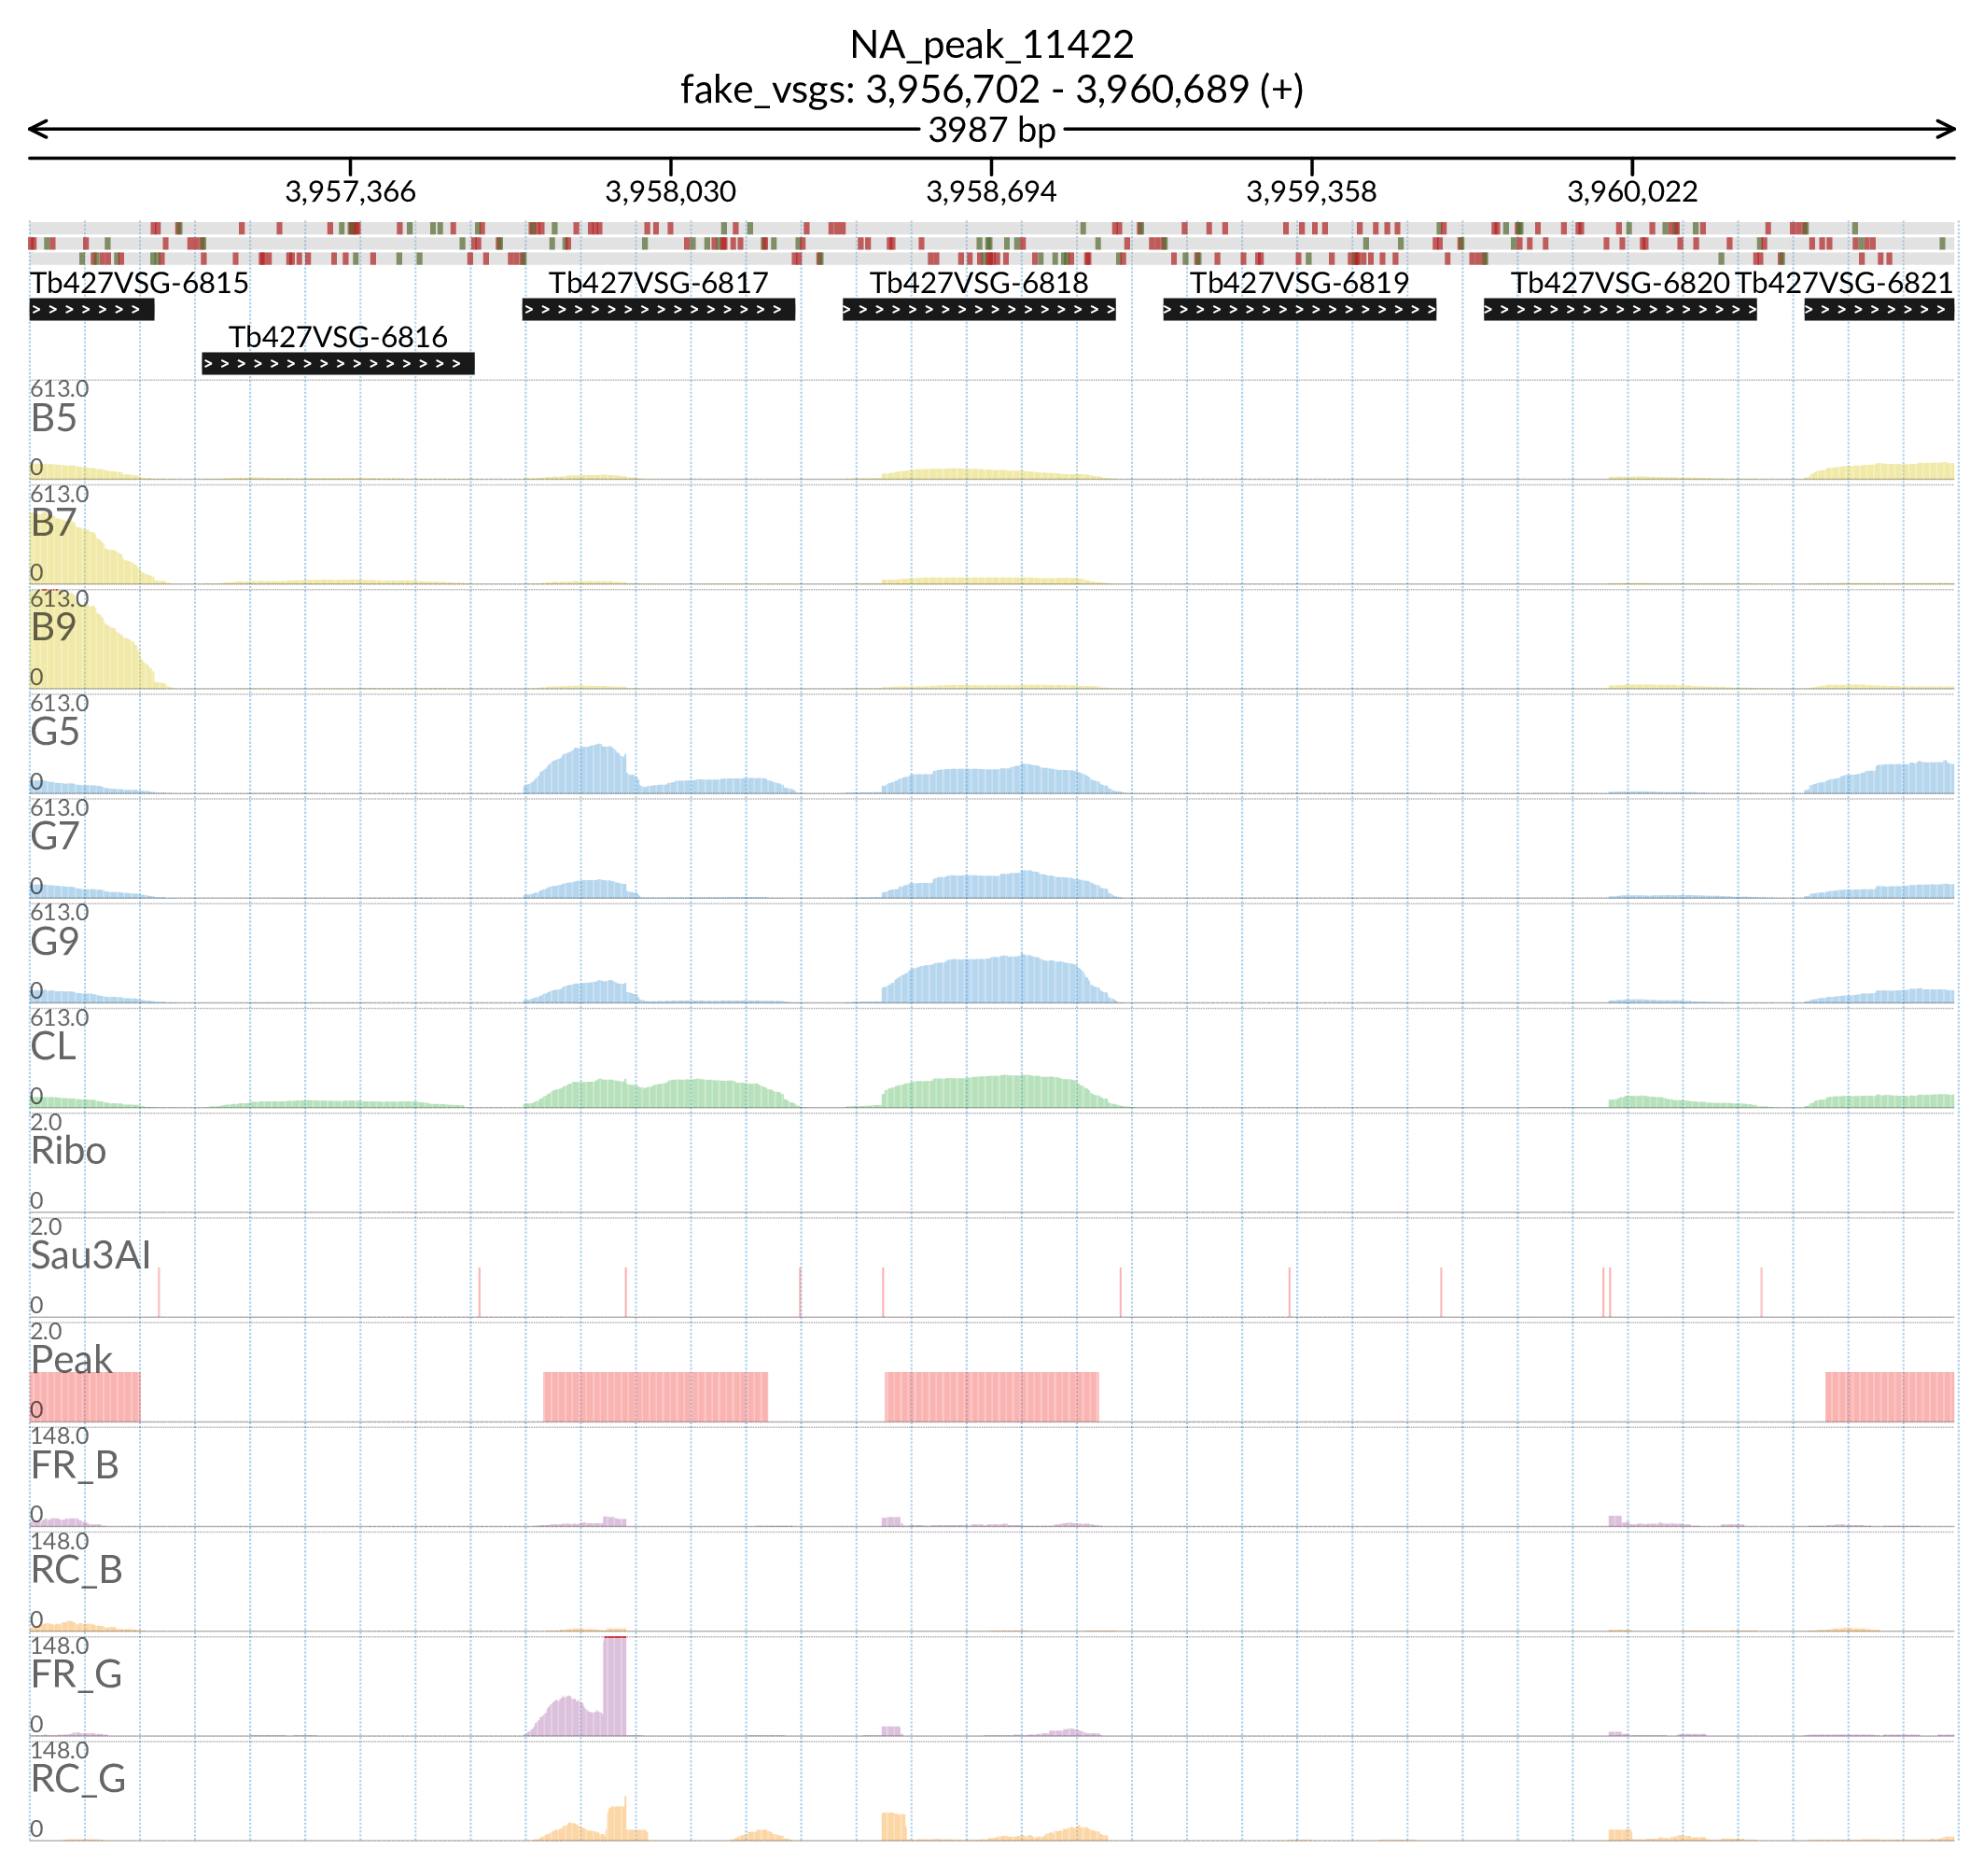 NA_peak_11422
fake_vsgs: 3,956,702 - 3,960,689 (+)
3987 bp
3,957,366 3,958,030 3,958,694 3,959,358 3,960,022
Tb427VSG-6815 Tb427VSG-6817 Tb427VSG-6818 Tb427VSG-6819 Tb427VSG-6820 Tb427VSG-6821
Tb427VSG-6816
613.0
B5
0
613.0
B7
0
613.0
B9
0
613.0
G5
0
613.0
G7
0
613.0
G9
0
613.0
CL
0
2.0
Ribo
0
2.0
Sau3AI
0
2.0
Peak
0
148.0
FR_B
0
148.0
RC_B
0
148.0
FR_G
0
148.0
RC_G
0